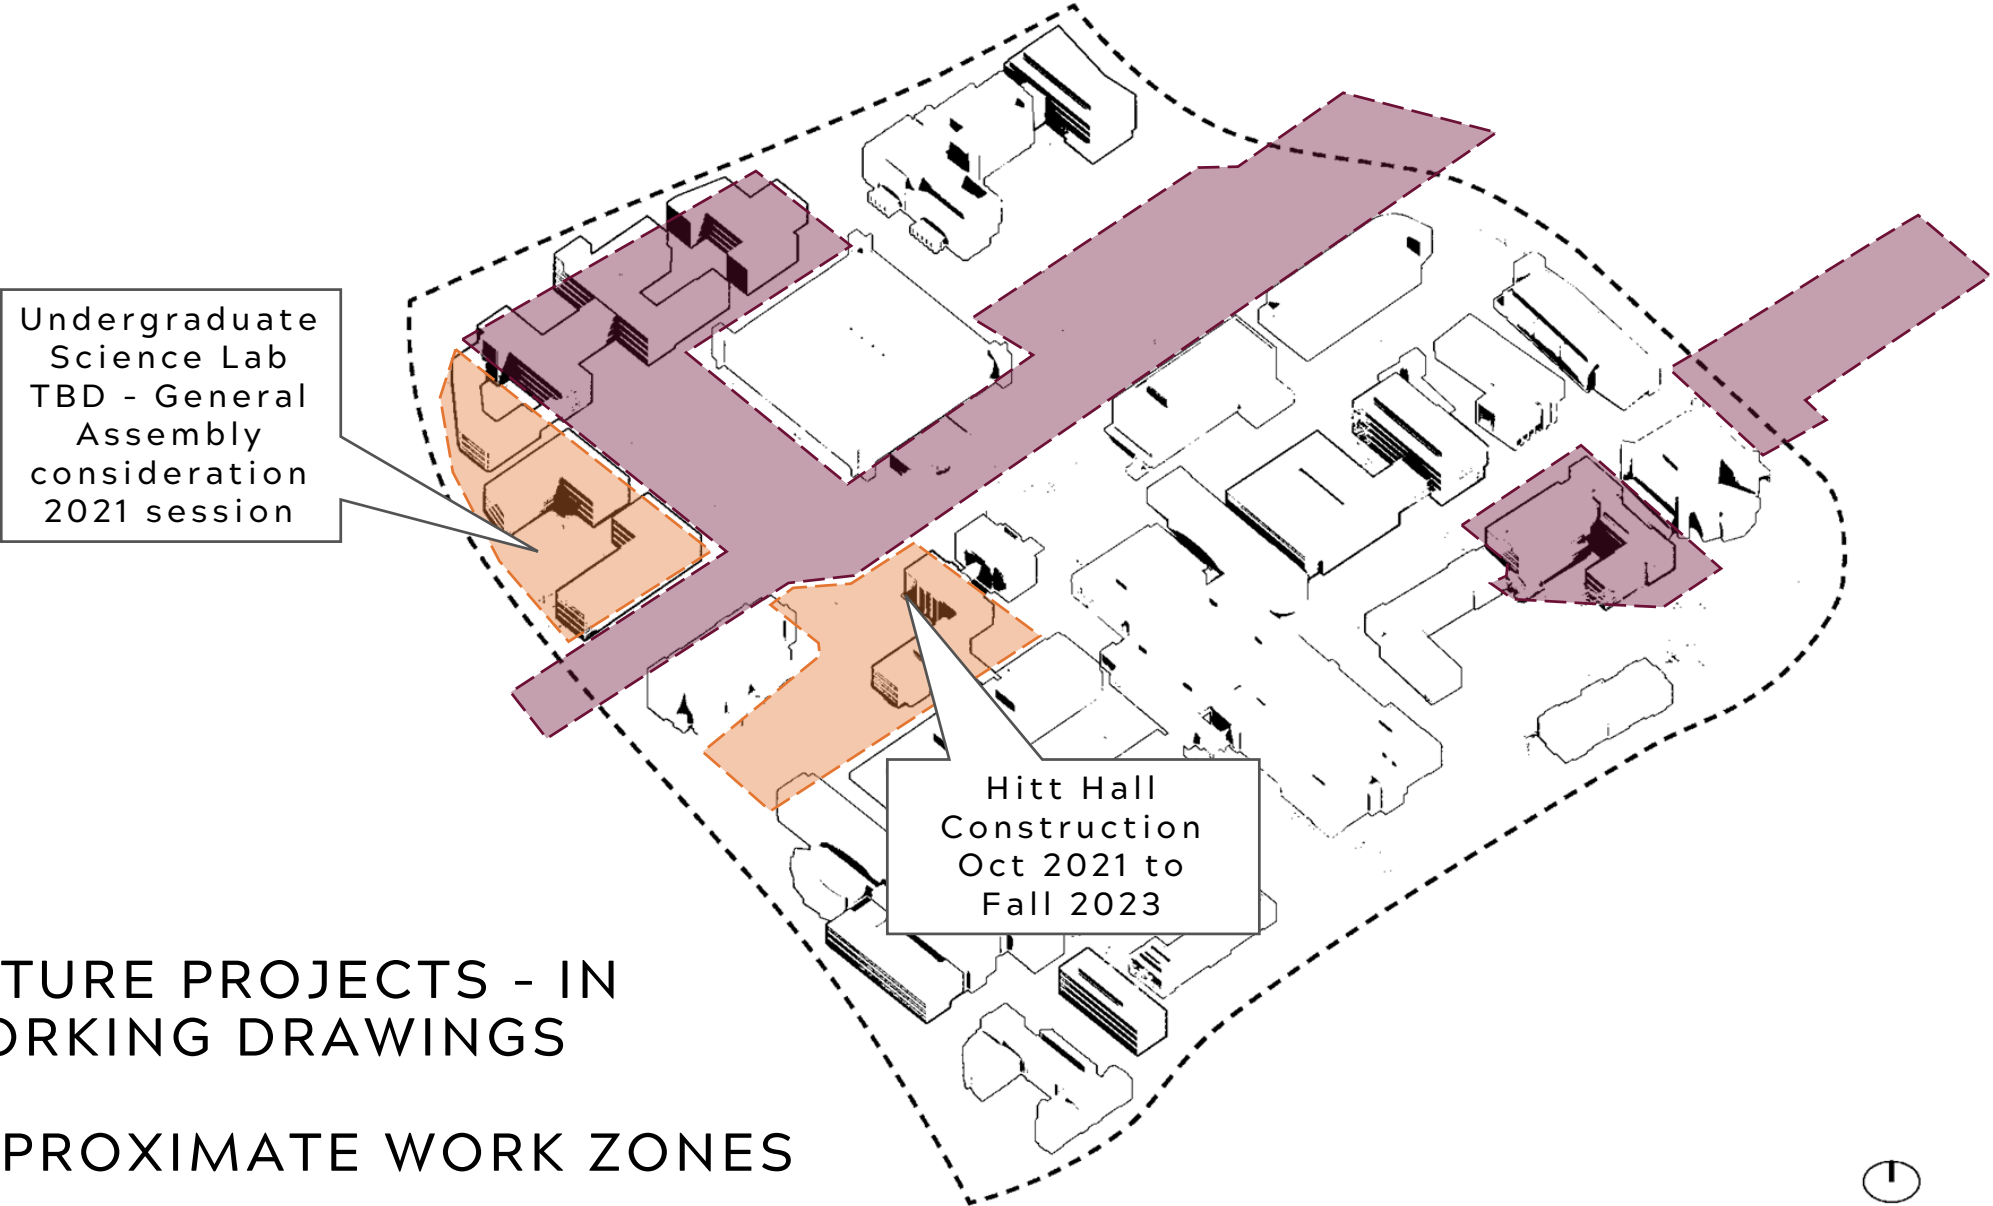 Undergraduate
Science Lab
TBD - General
Assembly
consideration
2021 session
Hitt Hall
Construction
Oct 2021 to
Fall 2023
TURE PROJECTS - IN
ORKING DRAWINGS
PROXIMATE WORK ZONES